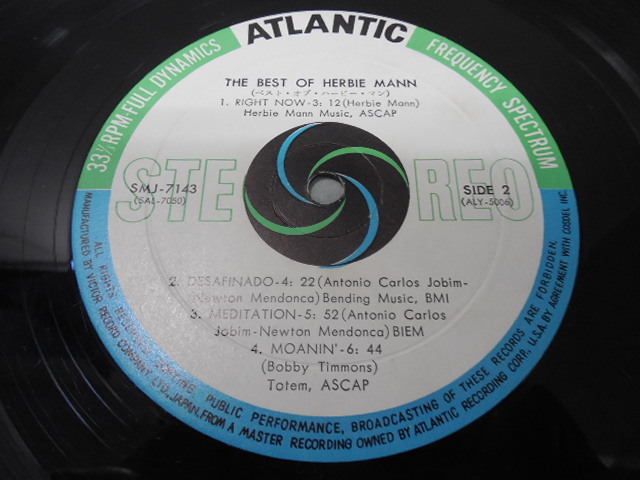 ATLANTIC
33⅓ RPM-FULL DYNAMICS
FREQUENCY SPECTRUM
THE BEST OF HERBIE MANN
(ベスト・オブ・ハービー・マン)
1. RIGHT NOW-3: 12 (Herbie Mann)
Herbie Mann Music, ASCAP
STEREO
SMJ-7143
(SAL-7050)
SIDE 2
(ALY-5006)
2. DESAFINADO-4: 22 (Antonio Carlos Jobim-
Newton Mendonca) Bending Music, BMI
3. MEDITATION-5: 52 (Antonio Carlos
Jobim-Newton Mendonca) BIEM
4. MOANIN'-6: 44
(Bobby Timmons)
Totem, ASCAP
MANUFACTURED BY VICTOR RECORD COMPANY LTD., JAPAN, FROM A MASTER RECORDING OWNED BY ATLANTIC RECORDING CORP., U.S.A. BY AGREEMENT WITH COSDEL INC.
ALL RIGHTS PUBLIC PERFORMANCE, BROADCASTING OF THESE RECORDS ARE FORBIDDEN.